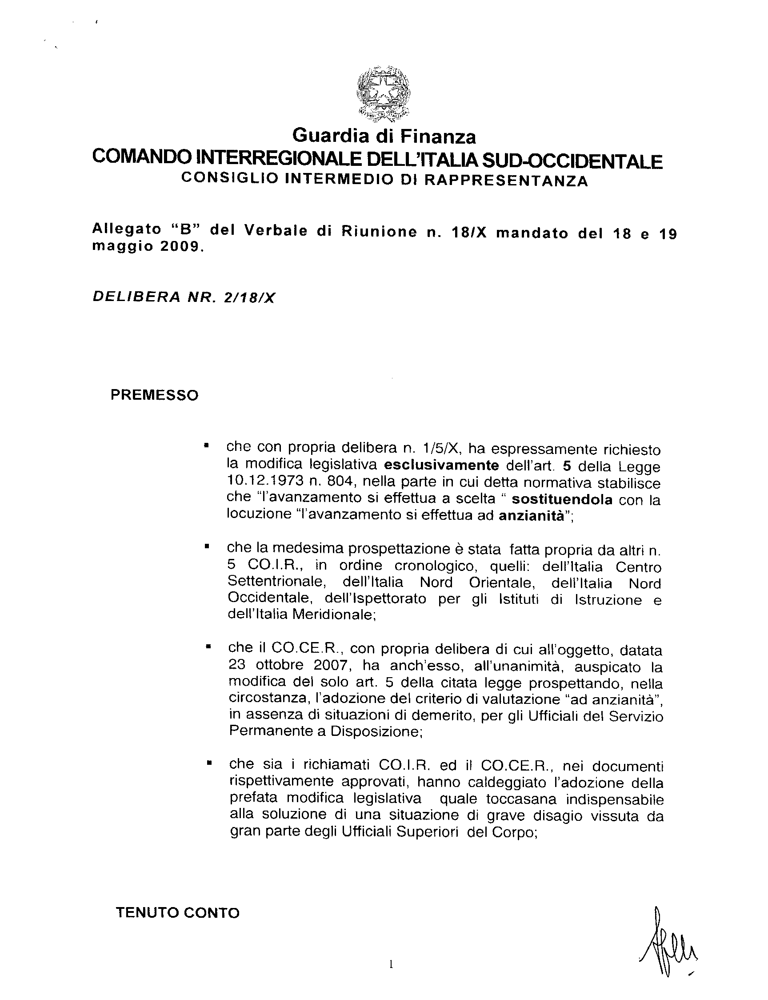 Guardia di Finanza
COMANDO INTERREGIONALE DELL'ITALIA SUD-OCCIDENTALE
CONSIGLIO INTERMEDIO DI RAPPRESENTANZA
Allegato “B” del Verbale di Riunione n. 18/X mandato del 18 e 19
maggio 2009.
DELIBERA NR. 2/18/X
PREMESSO
▪ che con propria delibera n. 1/5/X, ha espressamente richiesto
la modifica legislativa esclusivamente dell'art. 5 della Legge
10.12.1973 n. 804, nella parte in cui detta normativa stabilisce
che “l'avanzamento si effettua a scelta “ sostituendola con la
locuzione “l'avanzamento si effettua ad anzianità”;
▪ che la medesima prospettazione è stata fatta propria da altri n.
5 CO.I.R., in ordine cronologico, quelli: dell'Italia Centro
Settentrionale, dell'Italia Nord Orientale, dell'Italia Nord
Occidentale, dell'Ispettorato per gli Istituti di Istruzione e
dell'Italia Meridionale;
▪ che il CO.CE.R., con propria delibera di cui all'oggetto, datata
23 ottobre 2007, ha anch'esso, all'unanimità, auspicato la
modifica del solo art. 5 della citata legge prospettando, nella
circostanza, l'adozione del criterio di valutazione “ad anzianità”,
in assenza di situazioni di demerito, per gli Ufficiali del Servizio
Permanente a Disposizione;
▪ che sia i richiamati CO.I.R. ed il CO.CE.R., nei documenti
rispettivamente approvati, hanno caldeggiato l'adozione della
prefata modifica legislativa quale toccasana indispensabile
alla soluzione di una situazione di grave disagio vissuta da
gran parte degli Ufficiali Superiori del Corpo;
TENUTO CONTO
1